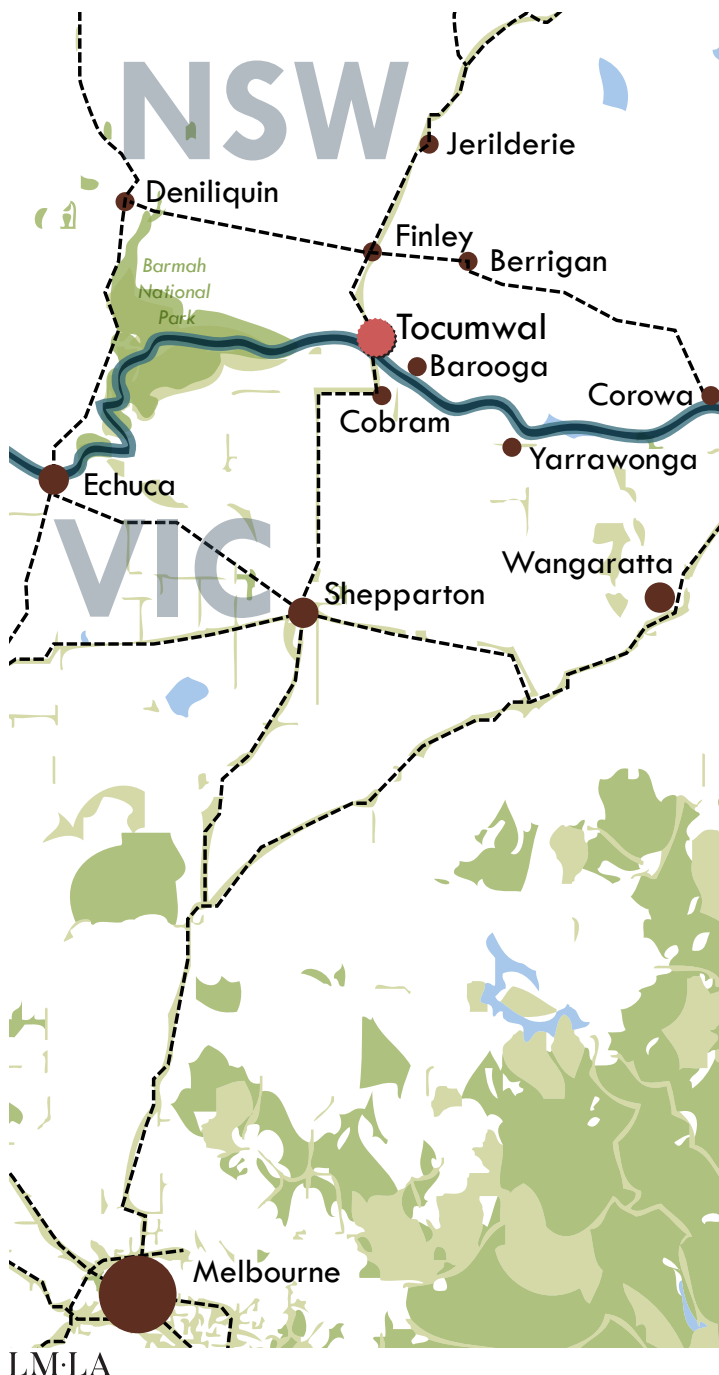 NSW
Jerilderie
Deniliquin
Finley
Berrigan
Barmah
National
Park
Tocumwal
Barooga
Corowa
Cobram
Yarrawonga
Echuca
VIC
Wangaratta
Shepparton
Melbourne
LM·LA